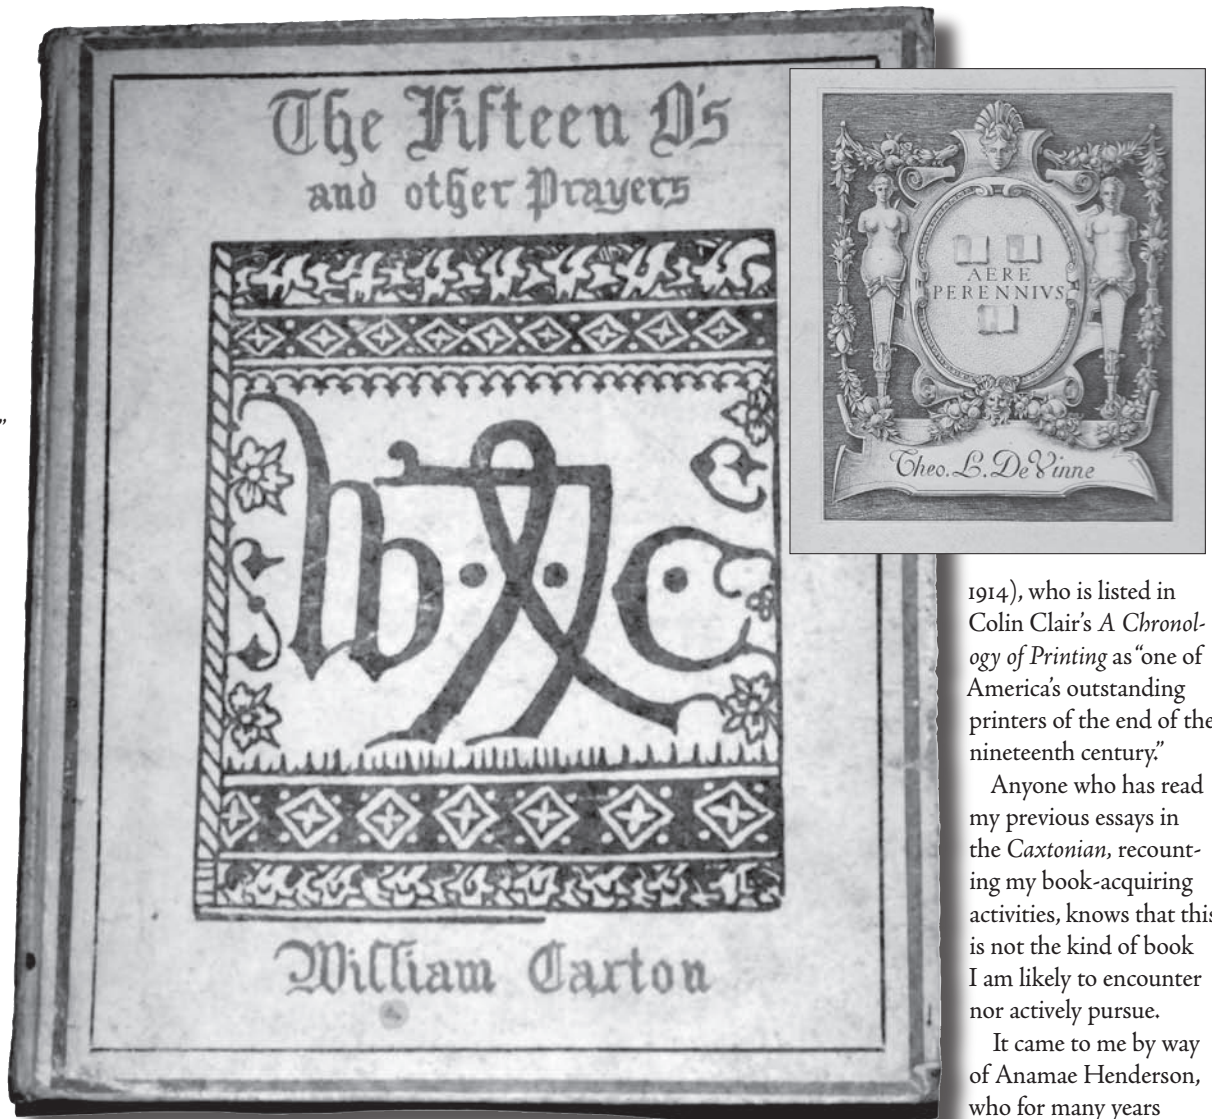 The Fifteen O's
and other Prayers
W C
William Caxton
AERE
PERENNIVS
Theo. L. De Vinne
”
1914), who is listed in
Colin Clair's A Chronol-
ogy of Printing as “one of
America's outstanding
printers of the end of the
nineteenth century.”
Anyone who has read
my previous essays in
the Caxtonian, recount-
ing my book-acquiring
activities, knows that this
is not the kind of book
I am likely to encounter
nor actively pursue.
It came to me by way
of Anamae Henderson,
who for many years